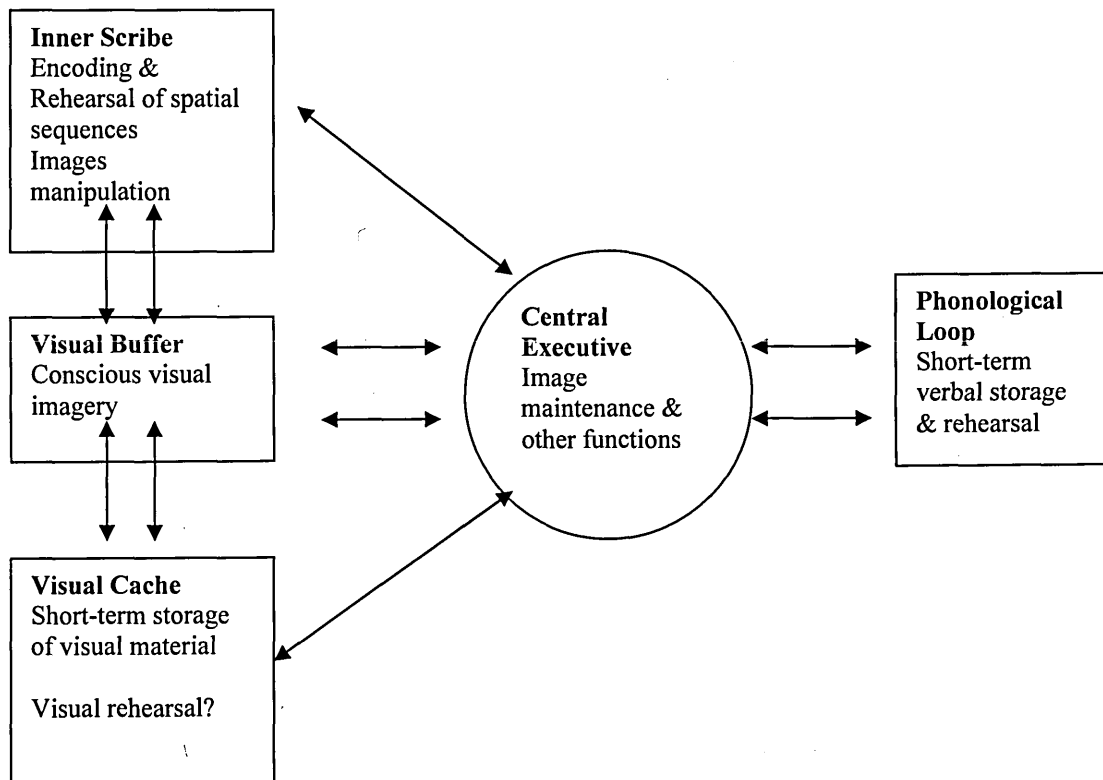 Inner Scribe
Encoding &
Rehearsal of spatial
sequences
Images
manipulation
Visual Buffer
Conscious visual
imagery
Visual Cache
Short-term storage
of visual material
Visual rehearsal?
Central
Executive
Image
maintenance &
other functions
Phonological
Loop
Short-term
verbal storage
& rehearsal